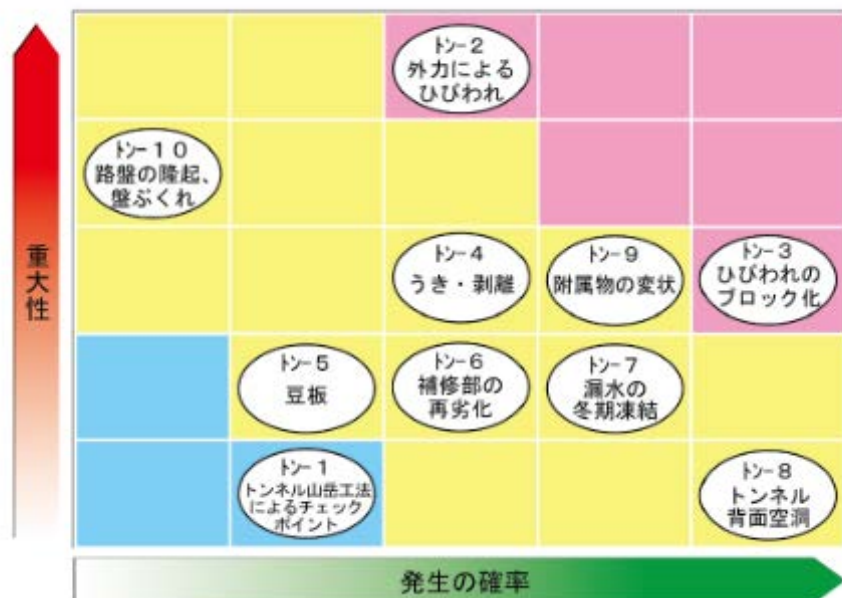 トン-2
外力による
ひびわれ
トン-10
路盤の隆起、
盤ぶくれ
トン-4
うき・剥離
トン-9
附属物の変状
トン-3
ひびわれの
ブロック化
トン-5
豆板
トン-6
補修部の
再劣化
トン-7
漏水の
冬期凍結
トン-1
トンネル山岳工法
によるチェック
ポイント
トン-8
トンネル
背面空洞
重大性
発生の確率